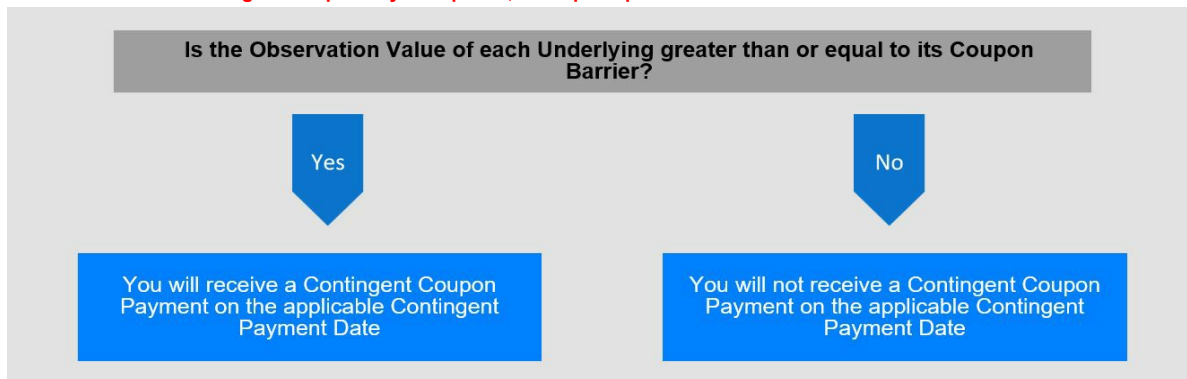 Is the Observation Value of each Underlying greater than or equal to its Coupon
Barrier?
Yes
No
You will receive a Contingent Coupon
Payment on the applicable Contingent
Payment Date
You will not receive a Contingent Coupon
Payment on the applicable Contingent
Payment Date